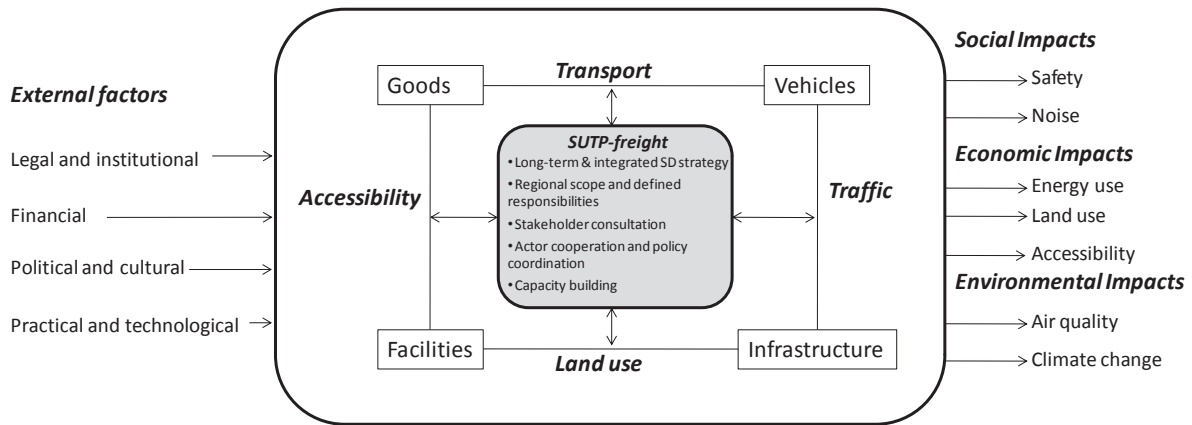 External factors
Legal and institutional
Financial
Political and cultural
Practical and technological
Goods
Transport
Vehicles
Accessibility
SUTP-freight
•Long-term & integrated SD strategy
•Regional scope and defined
responsibilities
•Stakeholder consultation
•Actor cooperation and policy
coordination
•Capacity building
Traffic
Facilities
Land use
Infrastructure
Social Impacts
Safety
Noise
Economic Impacts
Energy use
Land use
Accessibility
Environmental Impacts
Air quality
Climate change